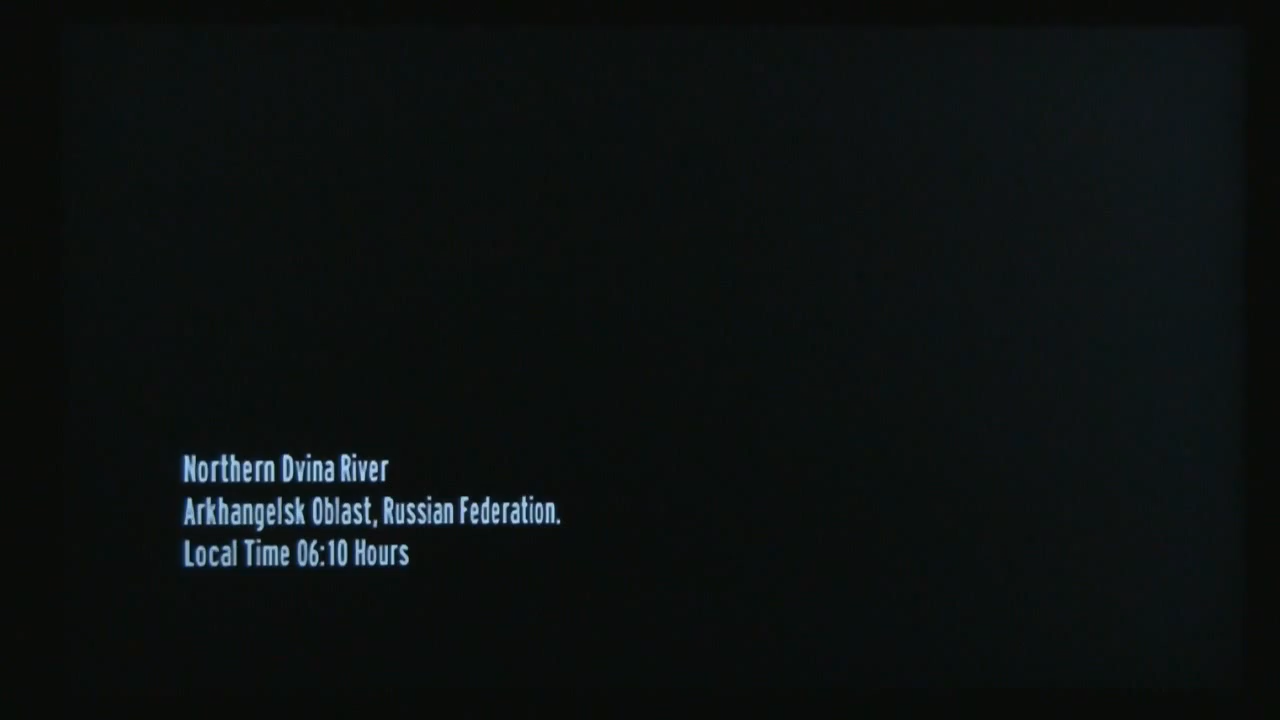 Northern Dvina River
Arkhangelsk Oblast, Russian Federation.
Local Time 06:10 Hours